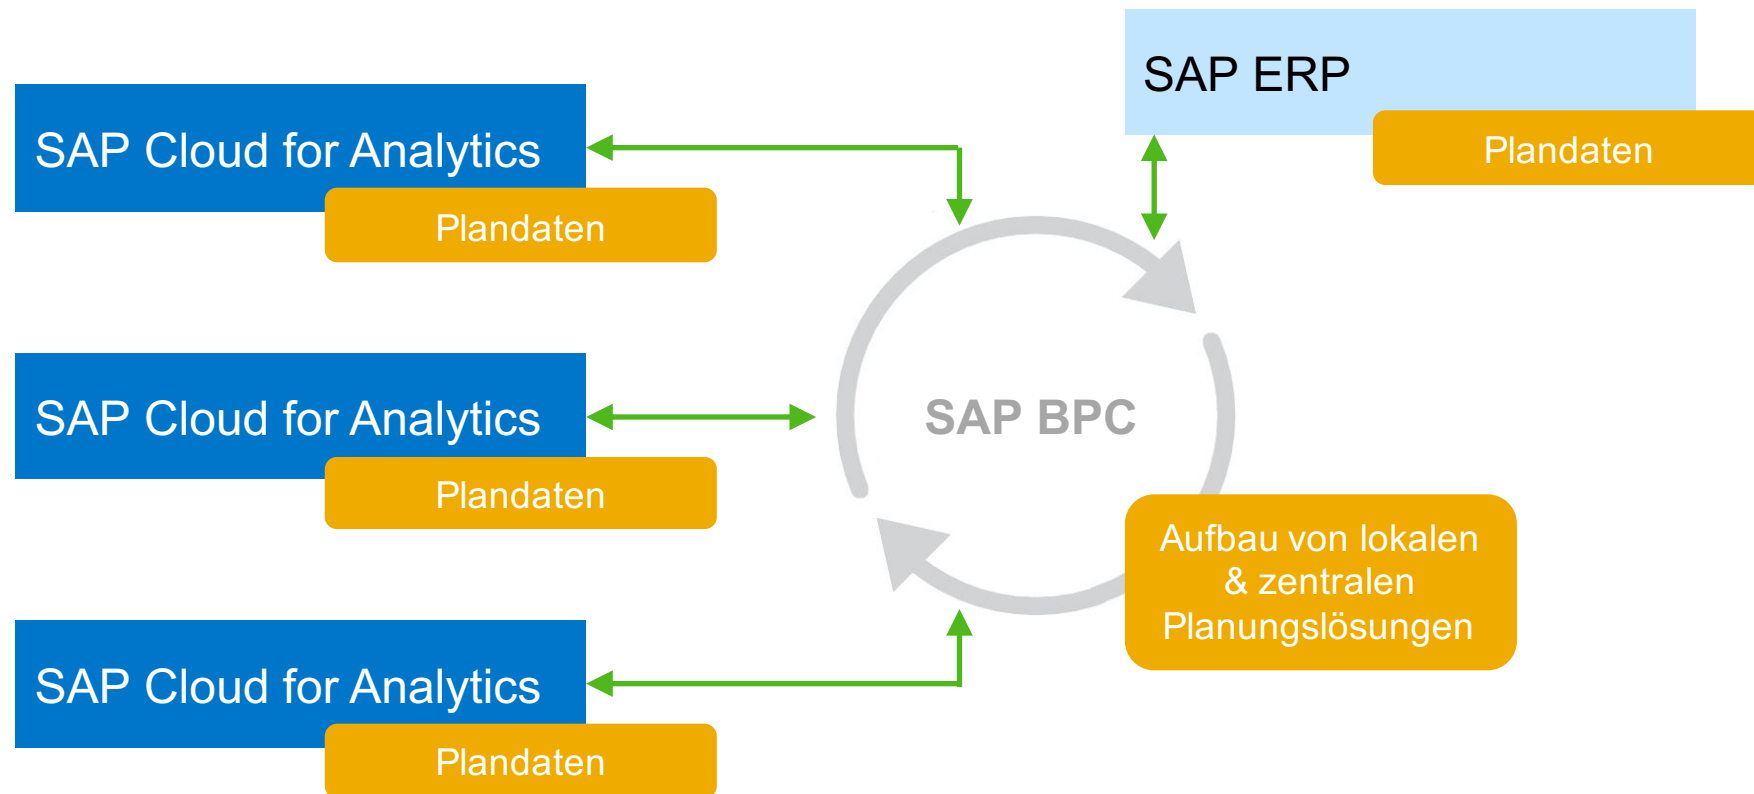 SAP ERP
Plandaten
SAP Cloud for Analytics
Plandaten
SAP Cloud for Analytics
Plandaten
SAP BPC
Aufbau von lokalen
& zentralen
Planungslösungen
SAP Cloud for Analytics
Plandaten